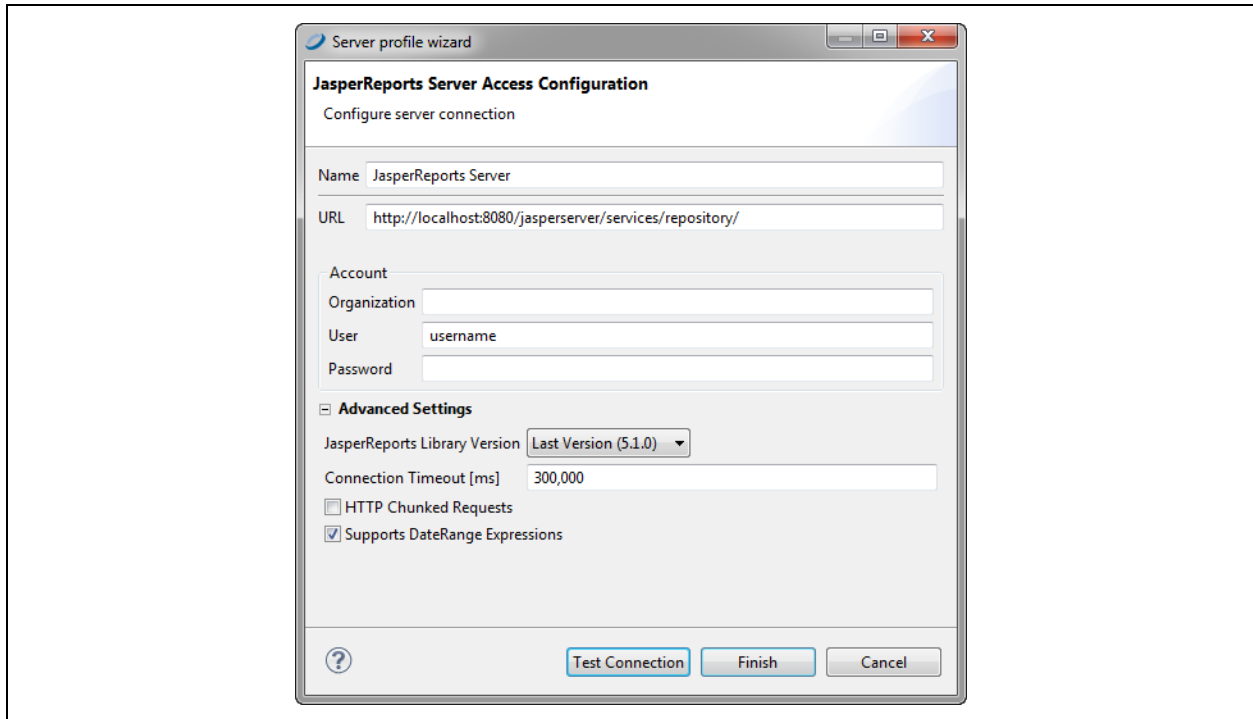 Server profile wizard
JasperReports Server Access Configuration
Configure server connection
Name JasperReports Server
URL http://localhost:8080/jasperserver/services/repository/
Account
Organization
User username
Password
Advanced Settings
JasperReports Library Version Last Version (5.1.0)
Connection Timeout [ms] 300,000
HTTP Chunked Requests
Supports DateRange Expressions
? Test Connection Finish Cancel